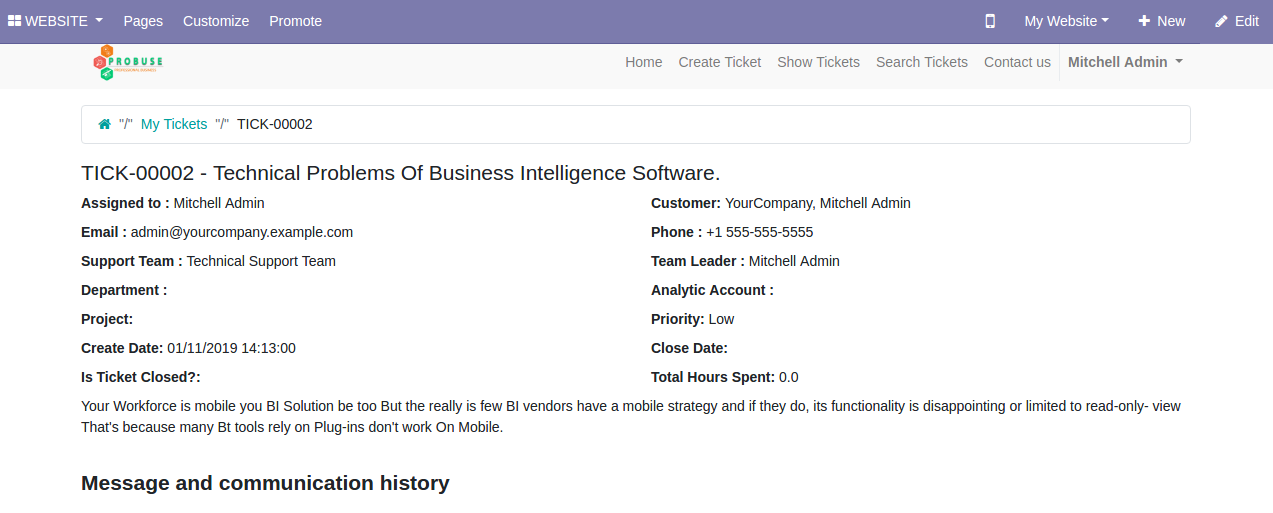 WEBSITE Pages Customize Promote My Website New Edit
PROBUSE Home Create Ticket Show Tickets Search Tickets Contact us Mitchell Admin
"/" My Tickets "/" TICK-00002
TICK-00002 - Technical Problems Of Business Intelligence Software.
Assigned to : Mitchell Admin Customer: YourCompany, Mitchell Admin
Email : admin@yourcompany.example.com Phone : +1 555-555-5555
Support Team : Technical Support Team Team Leader : Mitchell Admin
Department : Analytic Account :
Project: Priority: Low
Create Date: 01/11/2019 14:13:00 Close Date:
Is Ticket Closed?: Total Hours Spent: 0.0
Your Workforce is mobile you BI Solution be too But the really is few BI vendors have a mobile strategy and if they do, its functionality is disappointing or limited to read-only- view
That's because many Bt tools rely on Plug-ins don't work On Mobile.
Message and communication history